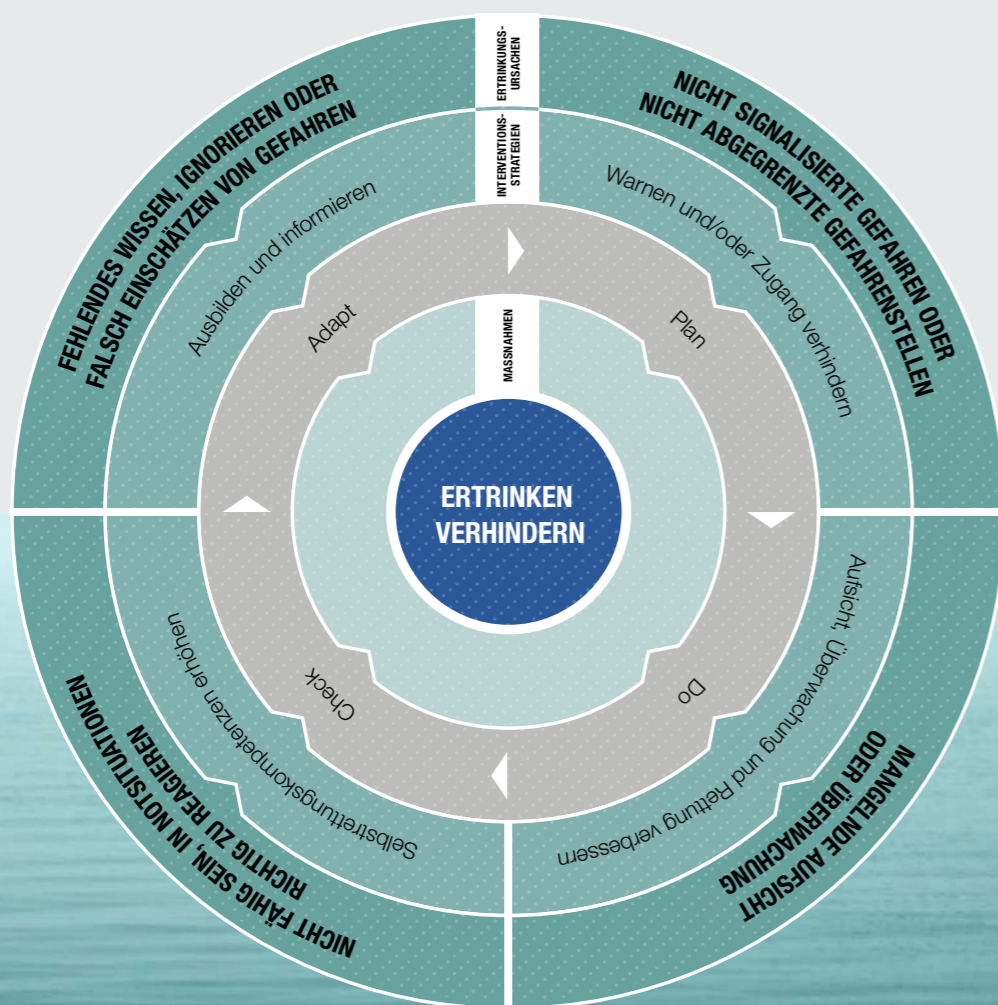 ERTRINKUNGS-
URSACHEN
INTERVENTIONS-
STRATEGIEN
MASSNAHMEN
ERTRINKEN
VERHINDERN
FEHLENDES WISSEN, IGNORIEREN ODER
FALSCH EINSCHÄTZEN VON GEFAHREN
Ausbilden und informieren
Adapt
NICHT SIGNALISIERTE GEFAHREN ODER
NICHT ABGEGRENZTE GEFAHRENSTELLEN
Warnen und/oder Zugang verhindern
Plan
MANGELNDE AUFSICHT
ODER ÜBERWACHUNG
Aufsicht, Überwachung und Rettung verbessern
Do
NICHT FÄHIG SEIN, IN NOTSITUATIONEN
RICHTIG ZU REAGIEREN
Selbstrettungskompetenzen erhöhen
Check